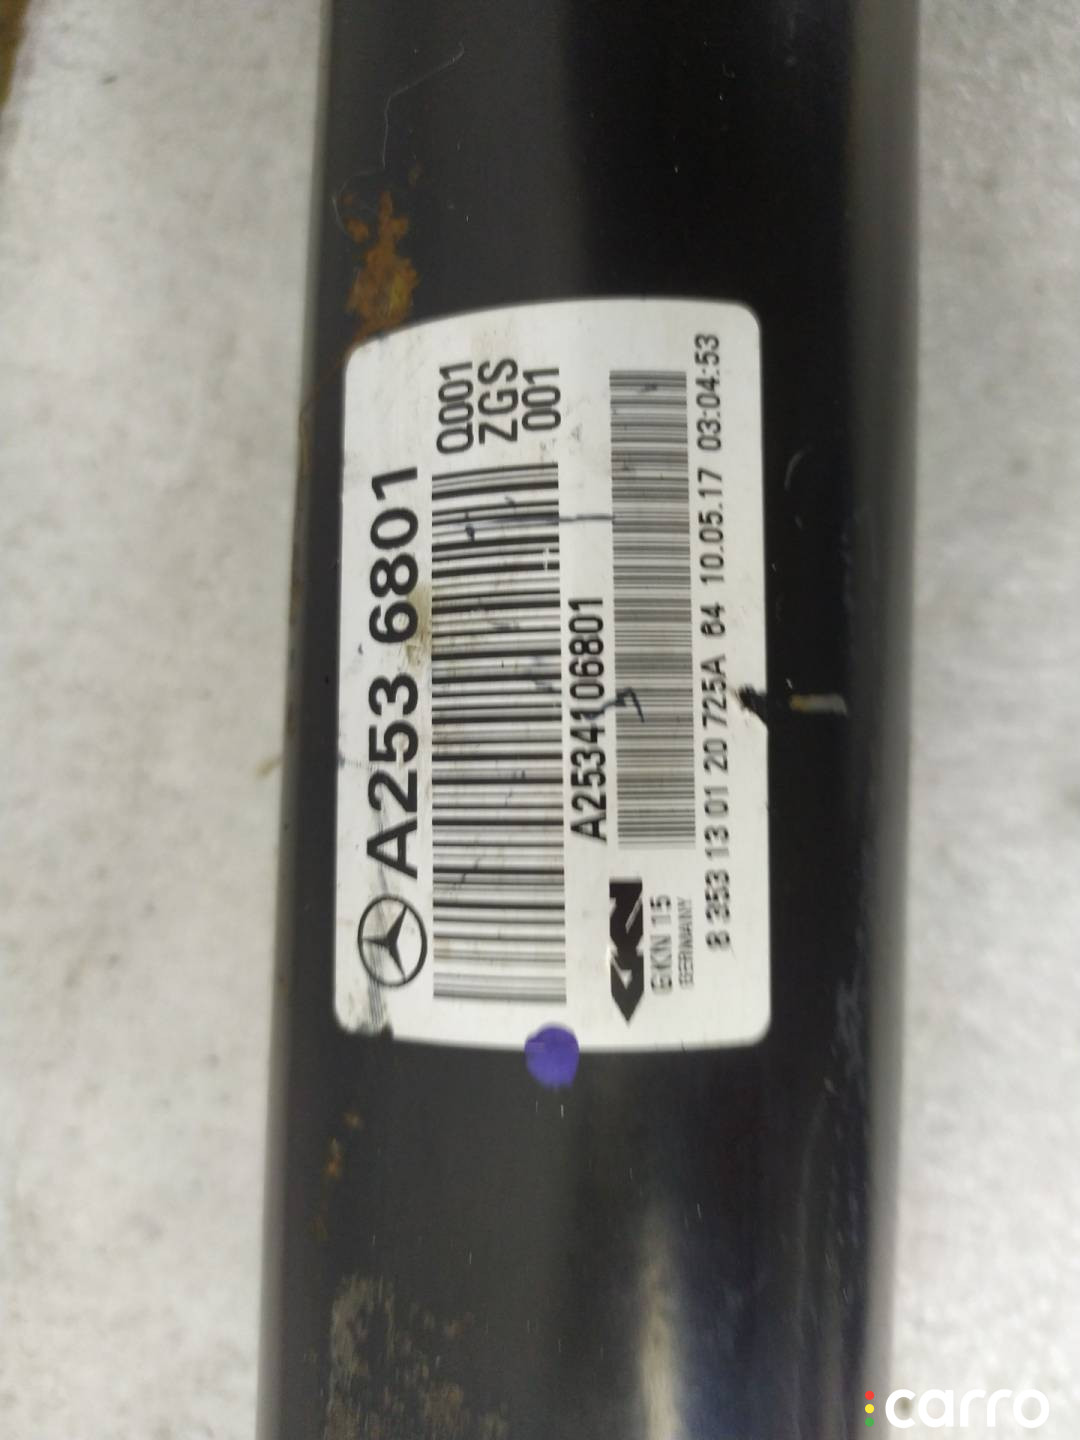 A253 6801
Q001
ZGS
001
A2534106801
GKN 15
GERMANY
8 353 13 01 20 725A 64 10.05.17 03:04:53
carro